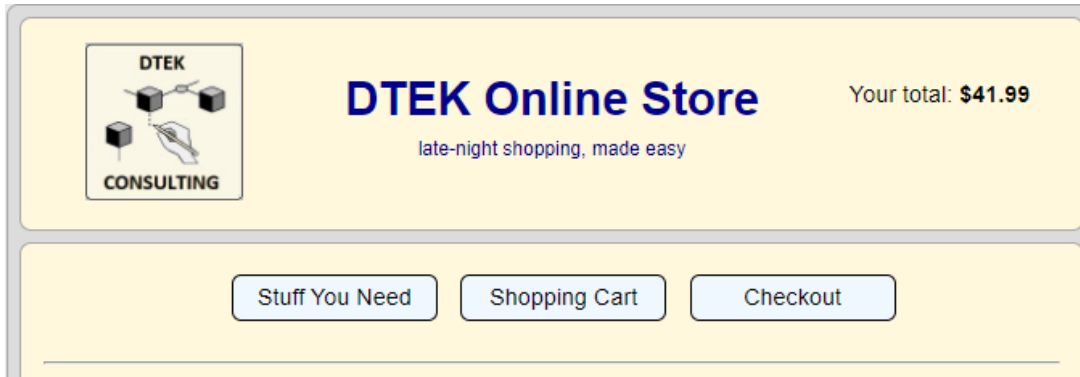 DTEK
CONSULTING
DTEK Online Store
late-night shopping, made easy
Your total: $41.99
Stuff You Need
Shopping Cart
Checkout